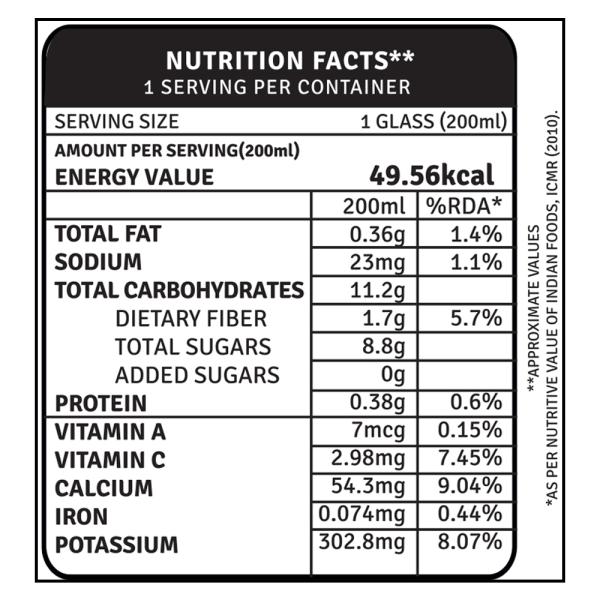 NUTRITION FACTS**
1 SERVING PER CONTAINER
SERVING SIZE 1 GLASS (200ml)
AMOUNT PER SERVING(200ml)
ENERGY VALUE 49.56kcal
200ml %RDA*
TOTAL FAT 0.36g 1.4%
SODIUM 23mg 1.1%
TOTAL CARBOHYDRATES 11.2g
DIETARY FIBER 1.7g 5.7%
TOTAL SUGARS 8.8g
ADDED SUGARS 0g
PROTEIN 0.38g 0.6%
VITAMIN A 7mcg 0.15%
VITAMIN C 2.98mg 7.45%
CALCIUM 54.3mg 9.04%
IRON 0.074mg 0.44%
POTASSIUM 302.8mg 8.07%
**APPROXIMATE VALUES
*AS PER NUTRITIVE VALUE OF INDIAN FOODS, ICMR (2010).